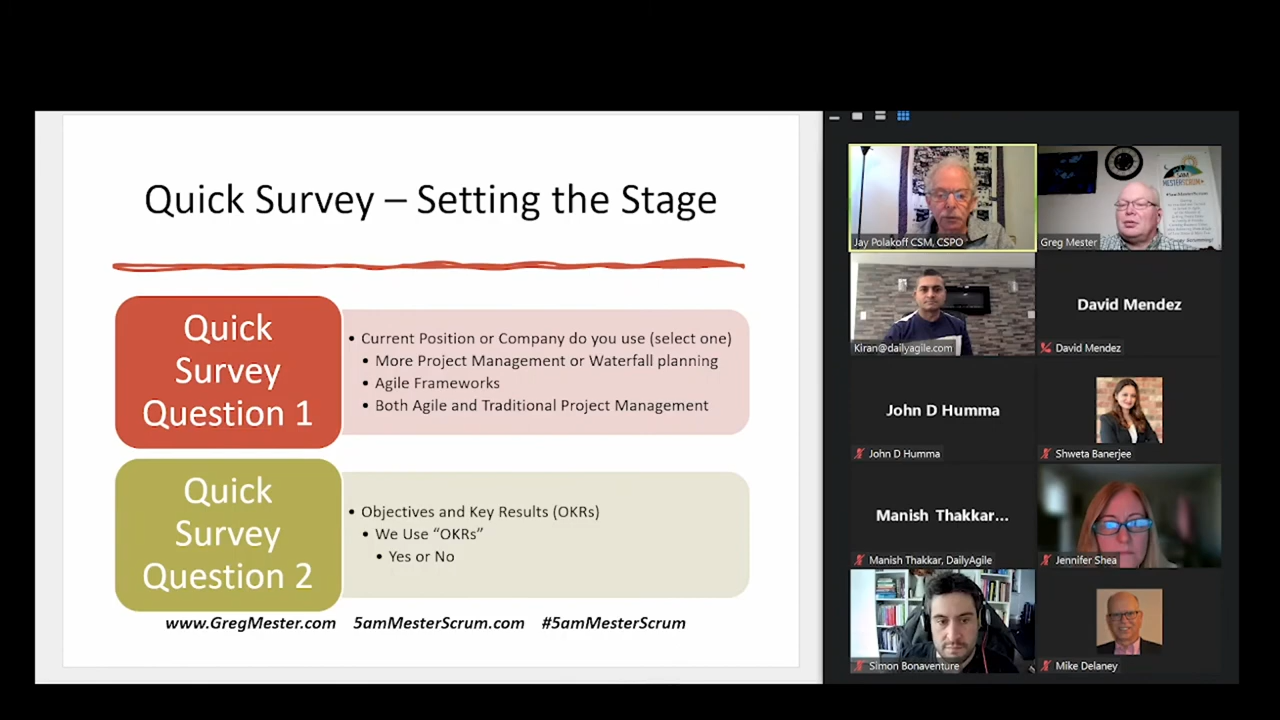 Quick Survey – Setting the Stage
Quick
Survey
Question 1
• Current Position or Company do you use (select one)
• More Project Management or Waterfall planning
• Agile Frameworks
• Both Agile and Traditional Project Management
Quick
Survey
Question 2
• Objectives and Key Results (OKRs)
• We Use “OKRs”
• Yes or No
www.GregMester.com 5amMesterScrum.com #5amMesterScrum
Jay Polakoff CSM, CSPO
5AM
MESTERSCRUM
#5amMesterScrum
Greg Mester
Kiran@dailyagile.com
David Mendez
David Mendez
John D Humma
John D Humma
Shweta Banerjee
Manish Thakkar...
Manish Thakkar, DailyAgile
Jennifer Shea
Simon Bonaventure
Mike Delaney